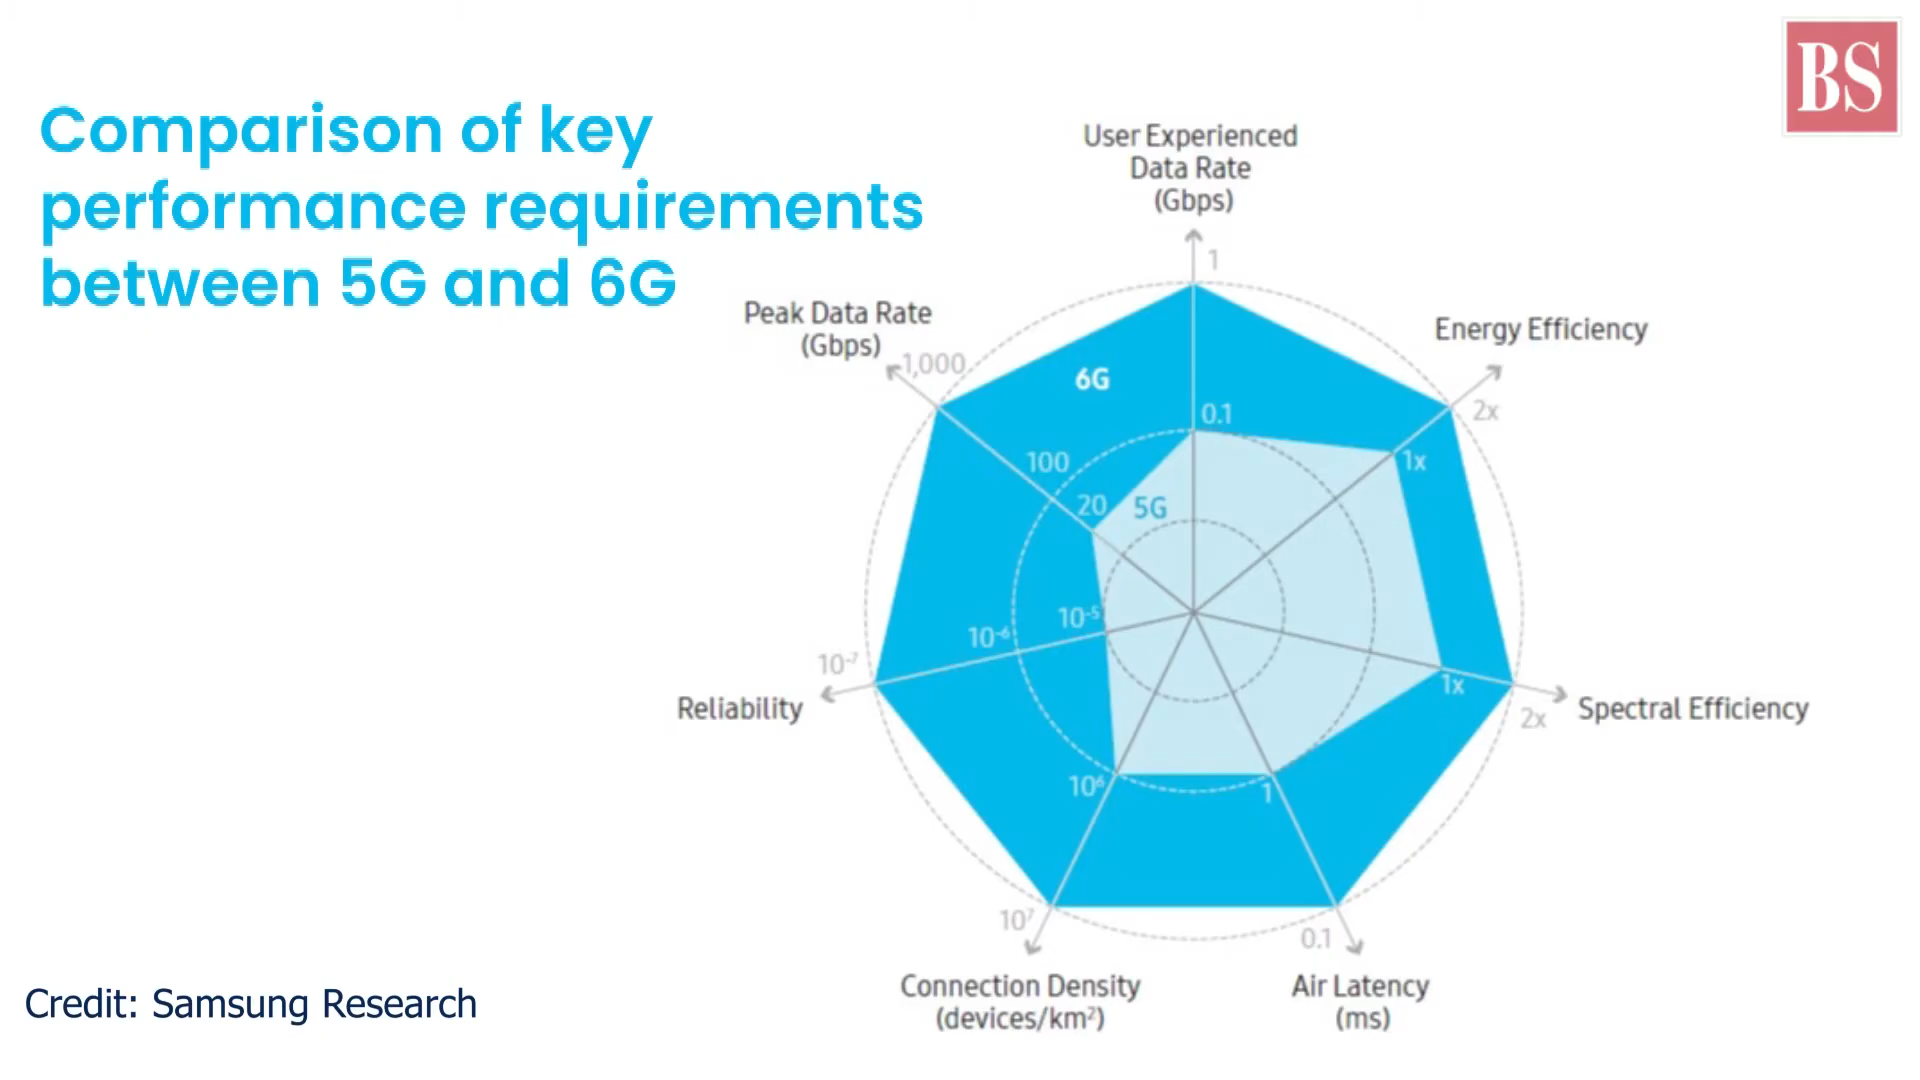 BS
Comparison of key
performance requirements
between 5G and 6G
User Experienced
Data Rate
(Gbps)
1
Peak Data Rate
(Gbps)
1,000
Energy Efficiency
2x
6G
0.1
100
1x
20
5G
10⁻⁵
10⁻⁶
10⁻⁷
Reliability
1x
2x
Spectral Efficiency
10⁶
1
10⁷
0.1
Connection Density
(devices/km²)
Air Latency
(ms)
Credit: Samsung Research